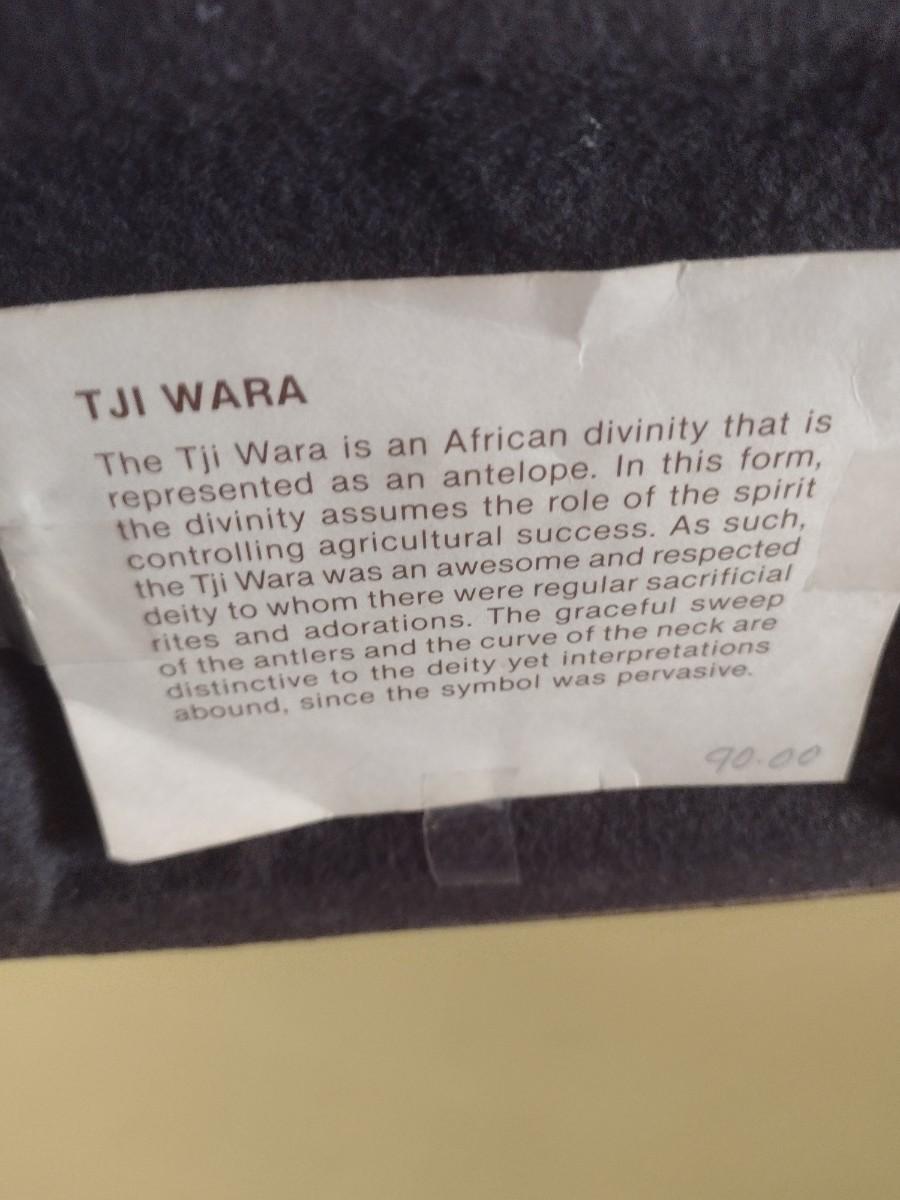 TJI WARA
The Tji Wara is an African divinity that is
represented as an antelope. In this form,
the divinity assumes the role of the spirit
controlling agricultural success. As such,
the Tji Wara was an awesome and respected
deity to whom there were regular sacrificial
rites and adorations. The graceful sweep
of the antlers and the curve of the neck are
distinctive to the deity yet interpretations
abound, since the symbol was pervasive.
90.00